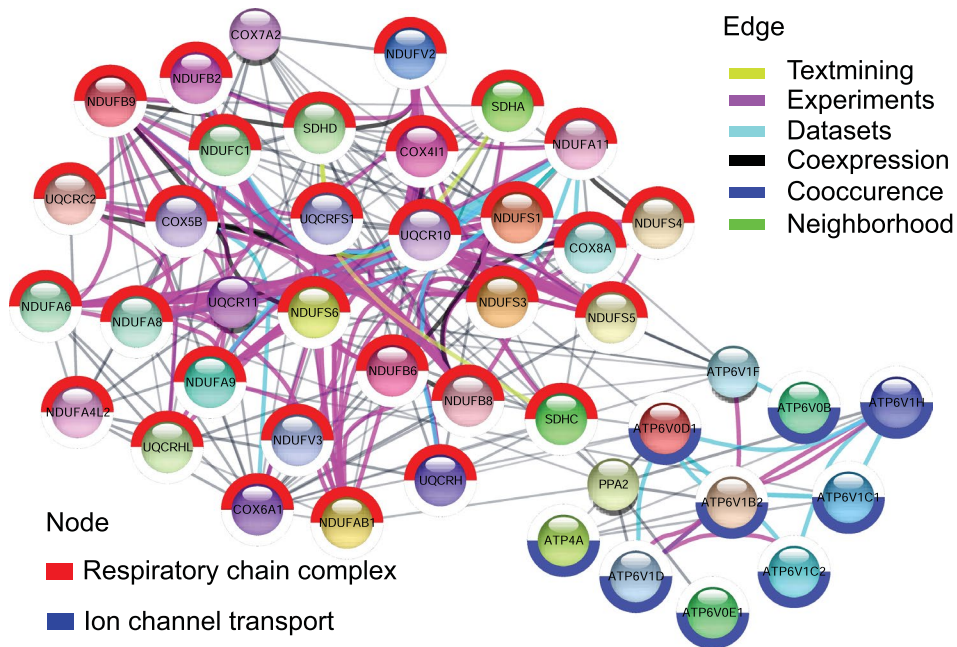 COX7A2
NDUFV2
NDUFB2
NDUFB9
SDHA
SDHD
NDUFC1
COX4I1
NDUFA11
UQCRC2
COX5B
UQCRFS1
UQCR10
NDUFS1
COX8A
NDUFS4
NDUFA6
NDUFA8
UQCR11
NDUFS6
NDUFS3
NDUFS5
NDUFA9
NDUFB6
NDUFB8
SDHC
NDUFA4L2
UQCRHL
NDUFV3
UQCRH
COX6A1
NDUFAB1
ATP6V1F
ATP6V0B
ATP6V1H
ATP6V0D1
PPA2
ATP6V1B2
ATP6V1C1
ATP4A
ATP6V1D
ATP6V1C2
ATP6V0E1
Edge
Textmining
Experiments
Datasets
Coexpression
Cooccurence
Neighborhood
Node
Respiratory chain complex
Ion channel transport